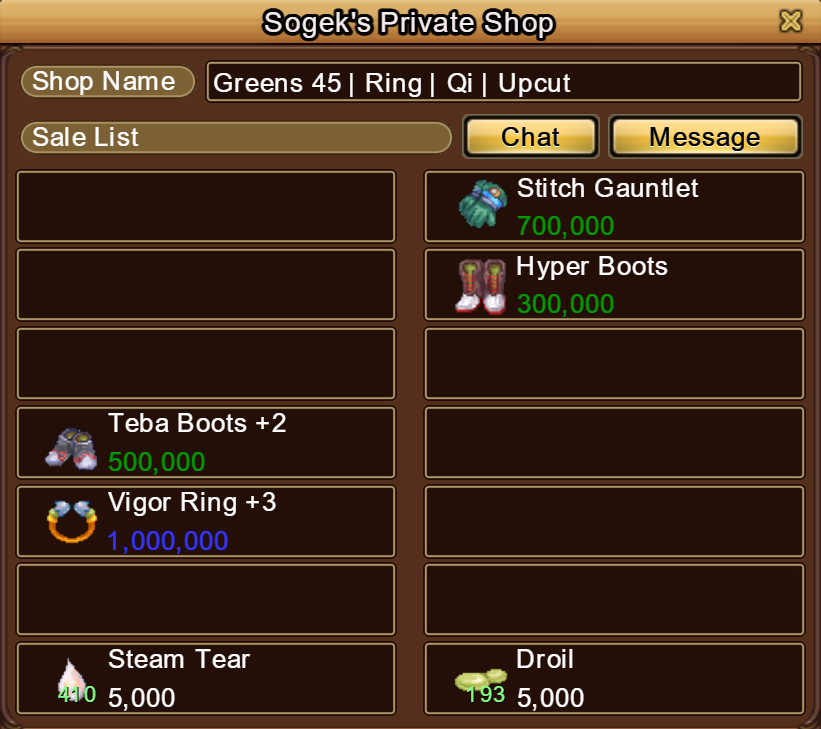 Sogek's Private Shop
Shop Name
Greens 45 | Ring | Qi | Upcut
Sale List
Chat
Message
Stitch Gauntlet
700,000
Hyper Boots
300,000
Teba Boots +2
500,000
Vigor Ring +3
1,000,000
Steam Tear
410
5,000
Droil
193
5,000